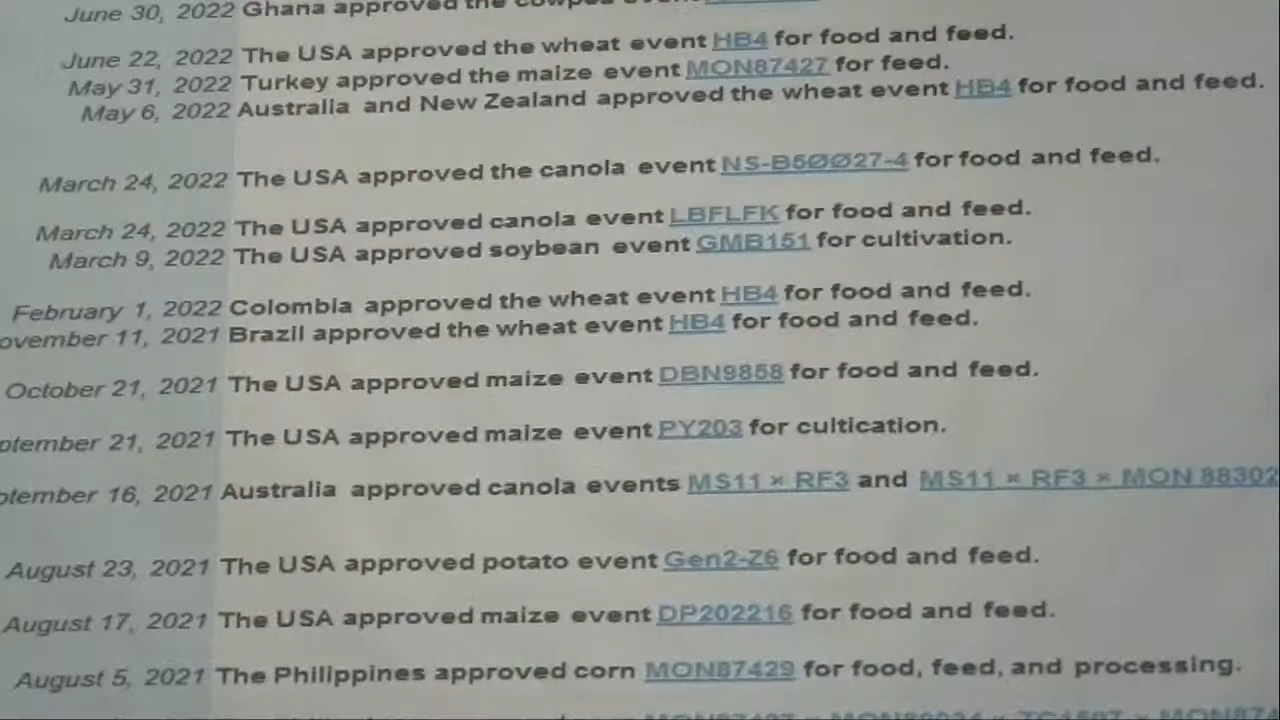 June 30, 2022 Ghana approved the cowpea
June 22, 2022 The USA approved the wheat event HB4 for food and feed.
May 31, 2022 Turkey approved the maize event MON87427 for feed.
May 6, 2022 Australia and New Zealand approved the wheat event HB4 for food and feed.
March 24, 2022 The USA approved the canola event NS-B5ØØ27-4 for food and feed.
March 24, 2022 The USA approved canola event LBFLFK for food and feed.
March 9, 2022 The USA approved soybean event GMB151 for cultivation.
February 1, 2022 Colombia approved the wheat event HB4 for food and feed.
ovember 11, 2021 Brazil approved the wheat event HB4 for food and feed.
October 21, 2021 The USA approved maize event DBN9858 for food and feed.
ptember 21, 2021 The USA approved maize event PY203 for cultication.
ptember 16, 2021 Australia approved canola events MS11 × RF3 and MS11 × RF3 × MON 88302
August 23, 2021 The USA approved potato event Gen2-Z6 for food and feed.
August 17, 2021 The USA approved maize event DP202216 for food and feed.
August 5, 2021 The Philippines approved corn MON87429 for food, feed, and processing.